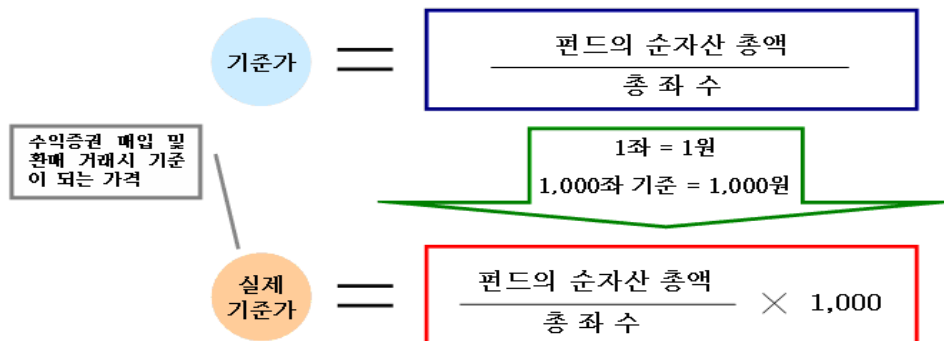 기준가
펀드의 순자산 총액
총 좌 수
수익증권 매입 및
환매 거래시 기준
이 되는 가격
1좌 = 1원
1,000좌 기준 = 1,000원
실제
기준가
펀드의 순자산 총액
총 좌 수
× 1,000